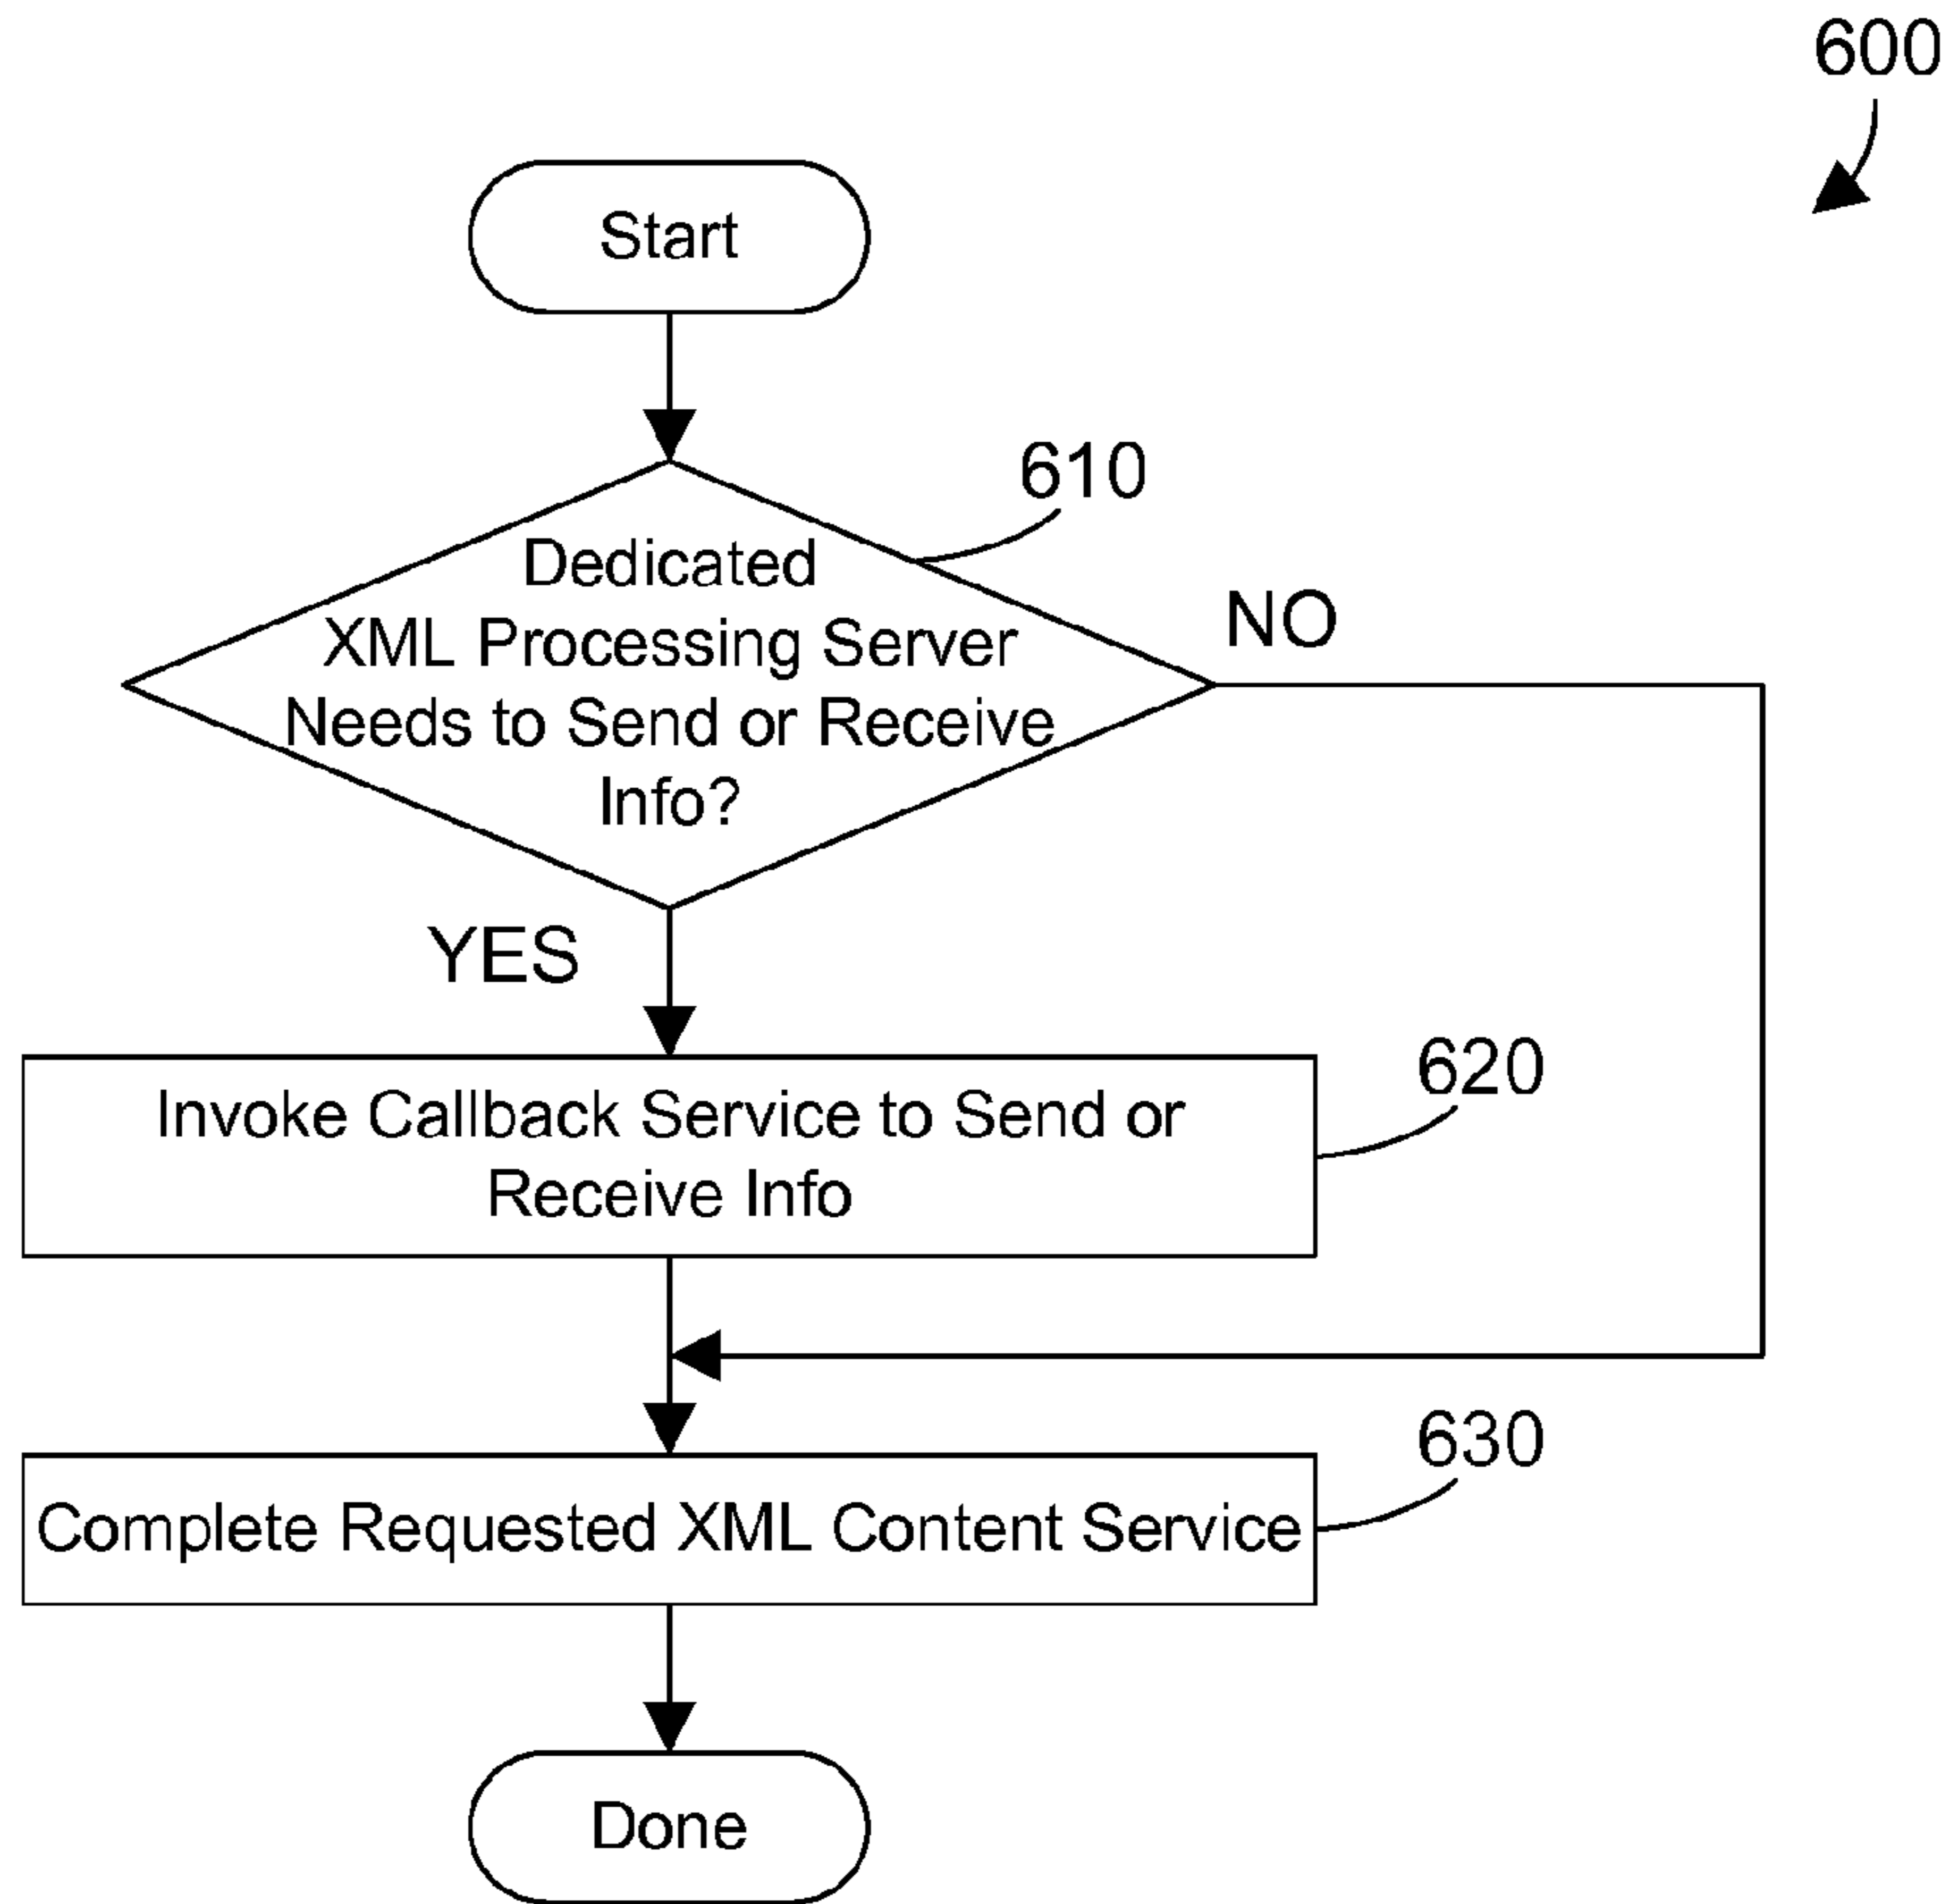 600
Start
610
Dedicated
XML Processing Server
Needs to Send or Receive
Info?
NO
YES
620
Invoke Callback Service to Send or
Receive Info
630
Complete Requested XML Content Service
Done